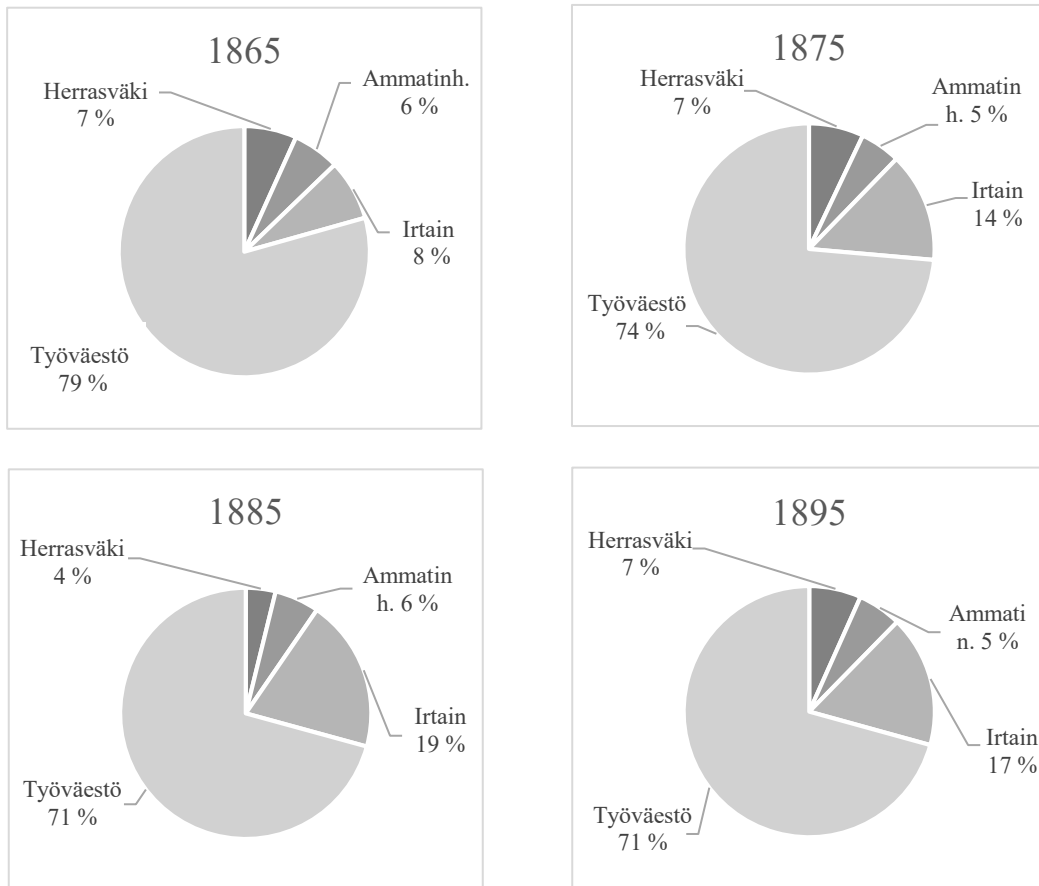 1865
Herrasväki
7 %
Ammatinh.
6 %
Irtain
8 %
Työväestö
79 %
1875
Herrasväki
7 %
Ammatin
h. 5 %
Irtain
14 %
Työväestö
74 %
1885
Herrasväki
4 %
Ammatin
h. 6 %
Irtain
19 %
Työväestö
71 %
1895
Herrasväki
7 %
Ammati
n. 5 %
Irtain
17 %
Työväestö
71 %